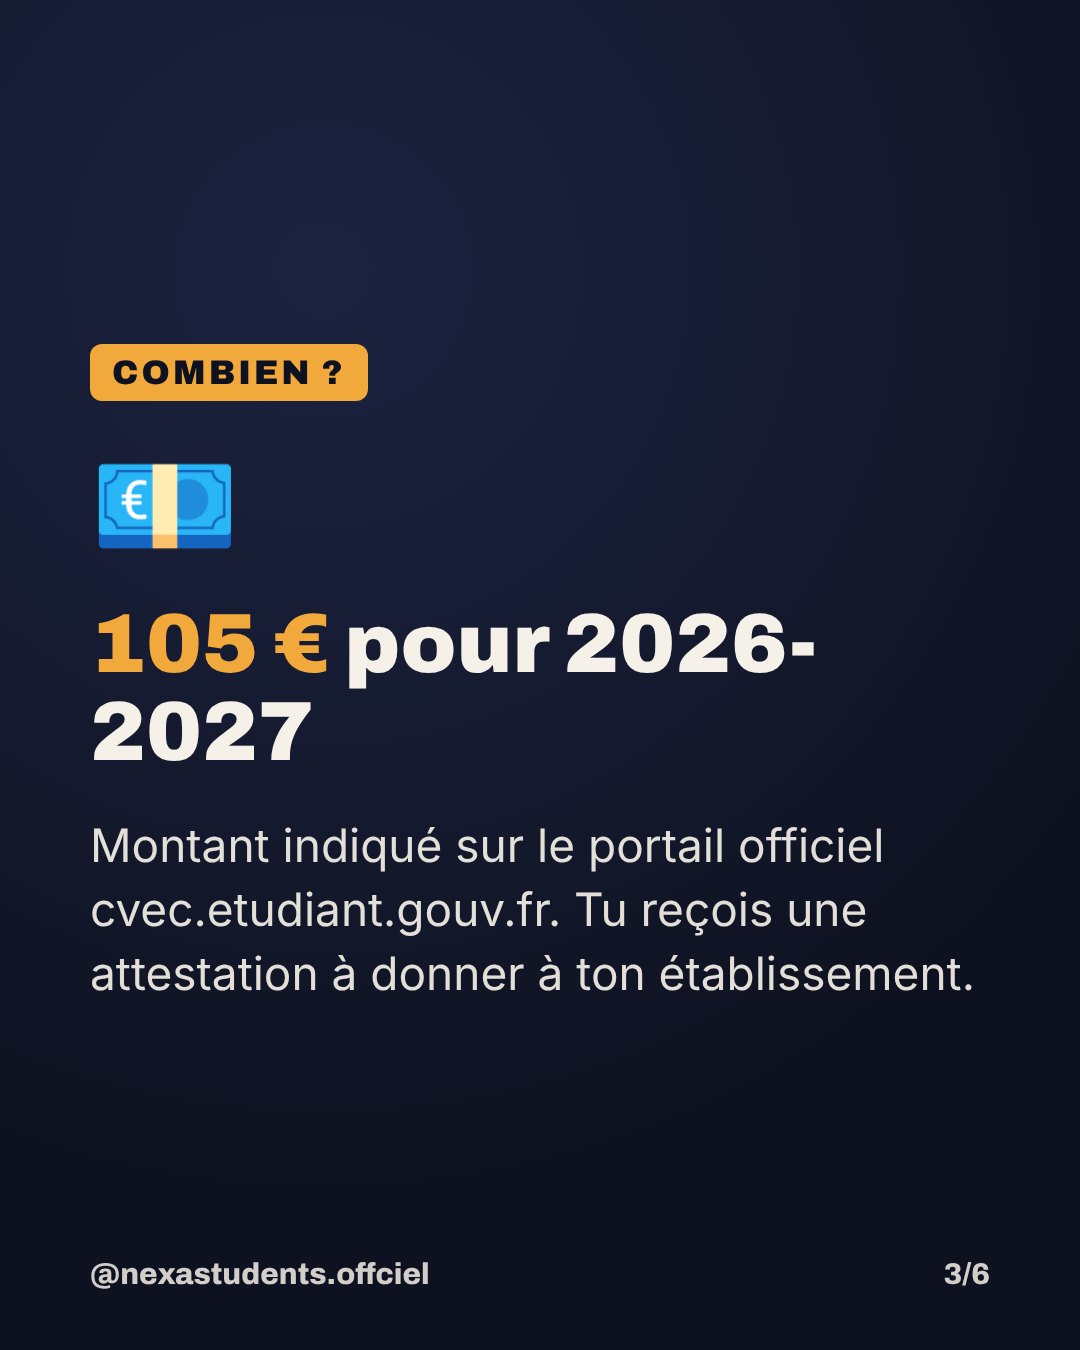 COMBIEN ?
€
105 € pour 2026-
2027
Montant indiqué sur le portail officiel
cvec.etudiant.gouv.fr. Tu reçois une
attestation à donner à ton établissement.
@nexastudents.offciel
3/6